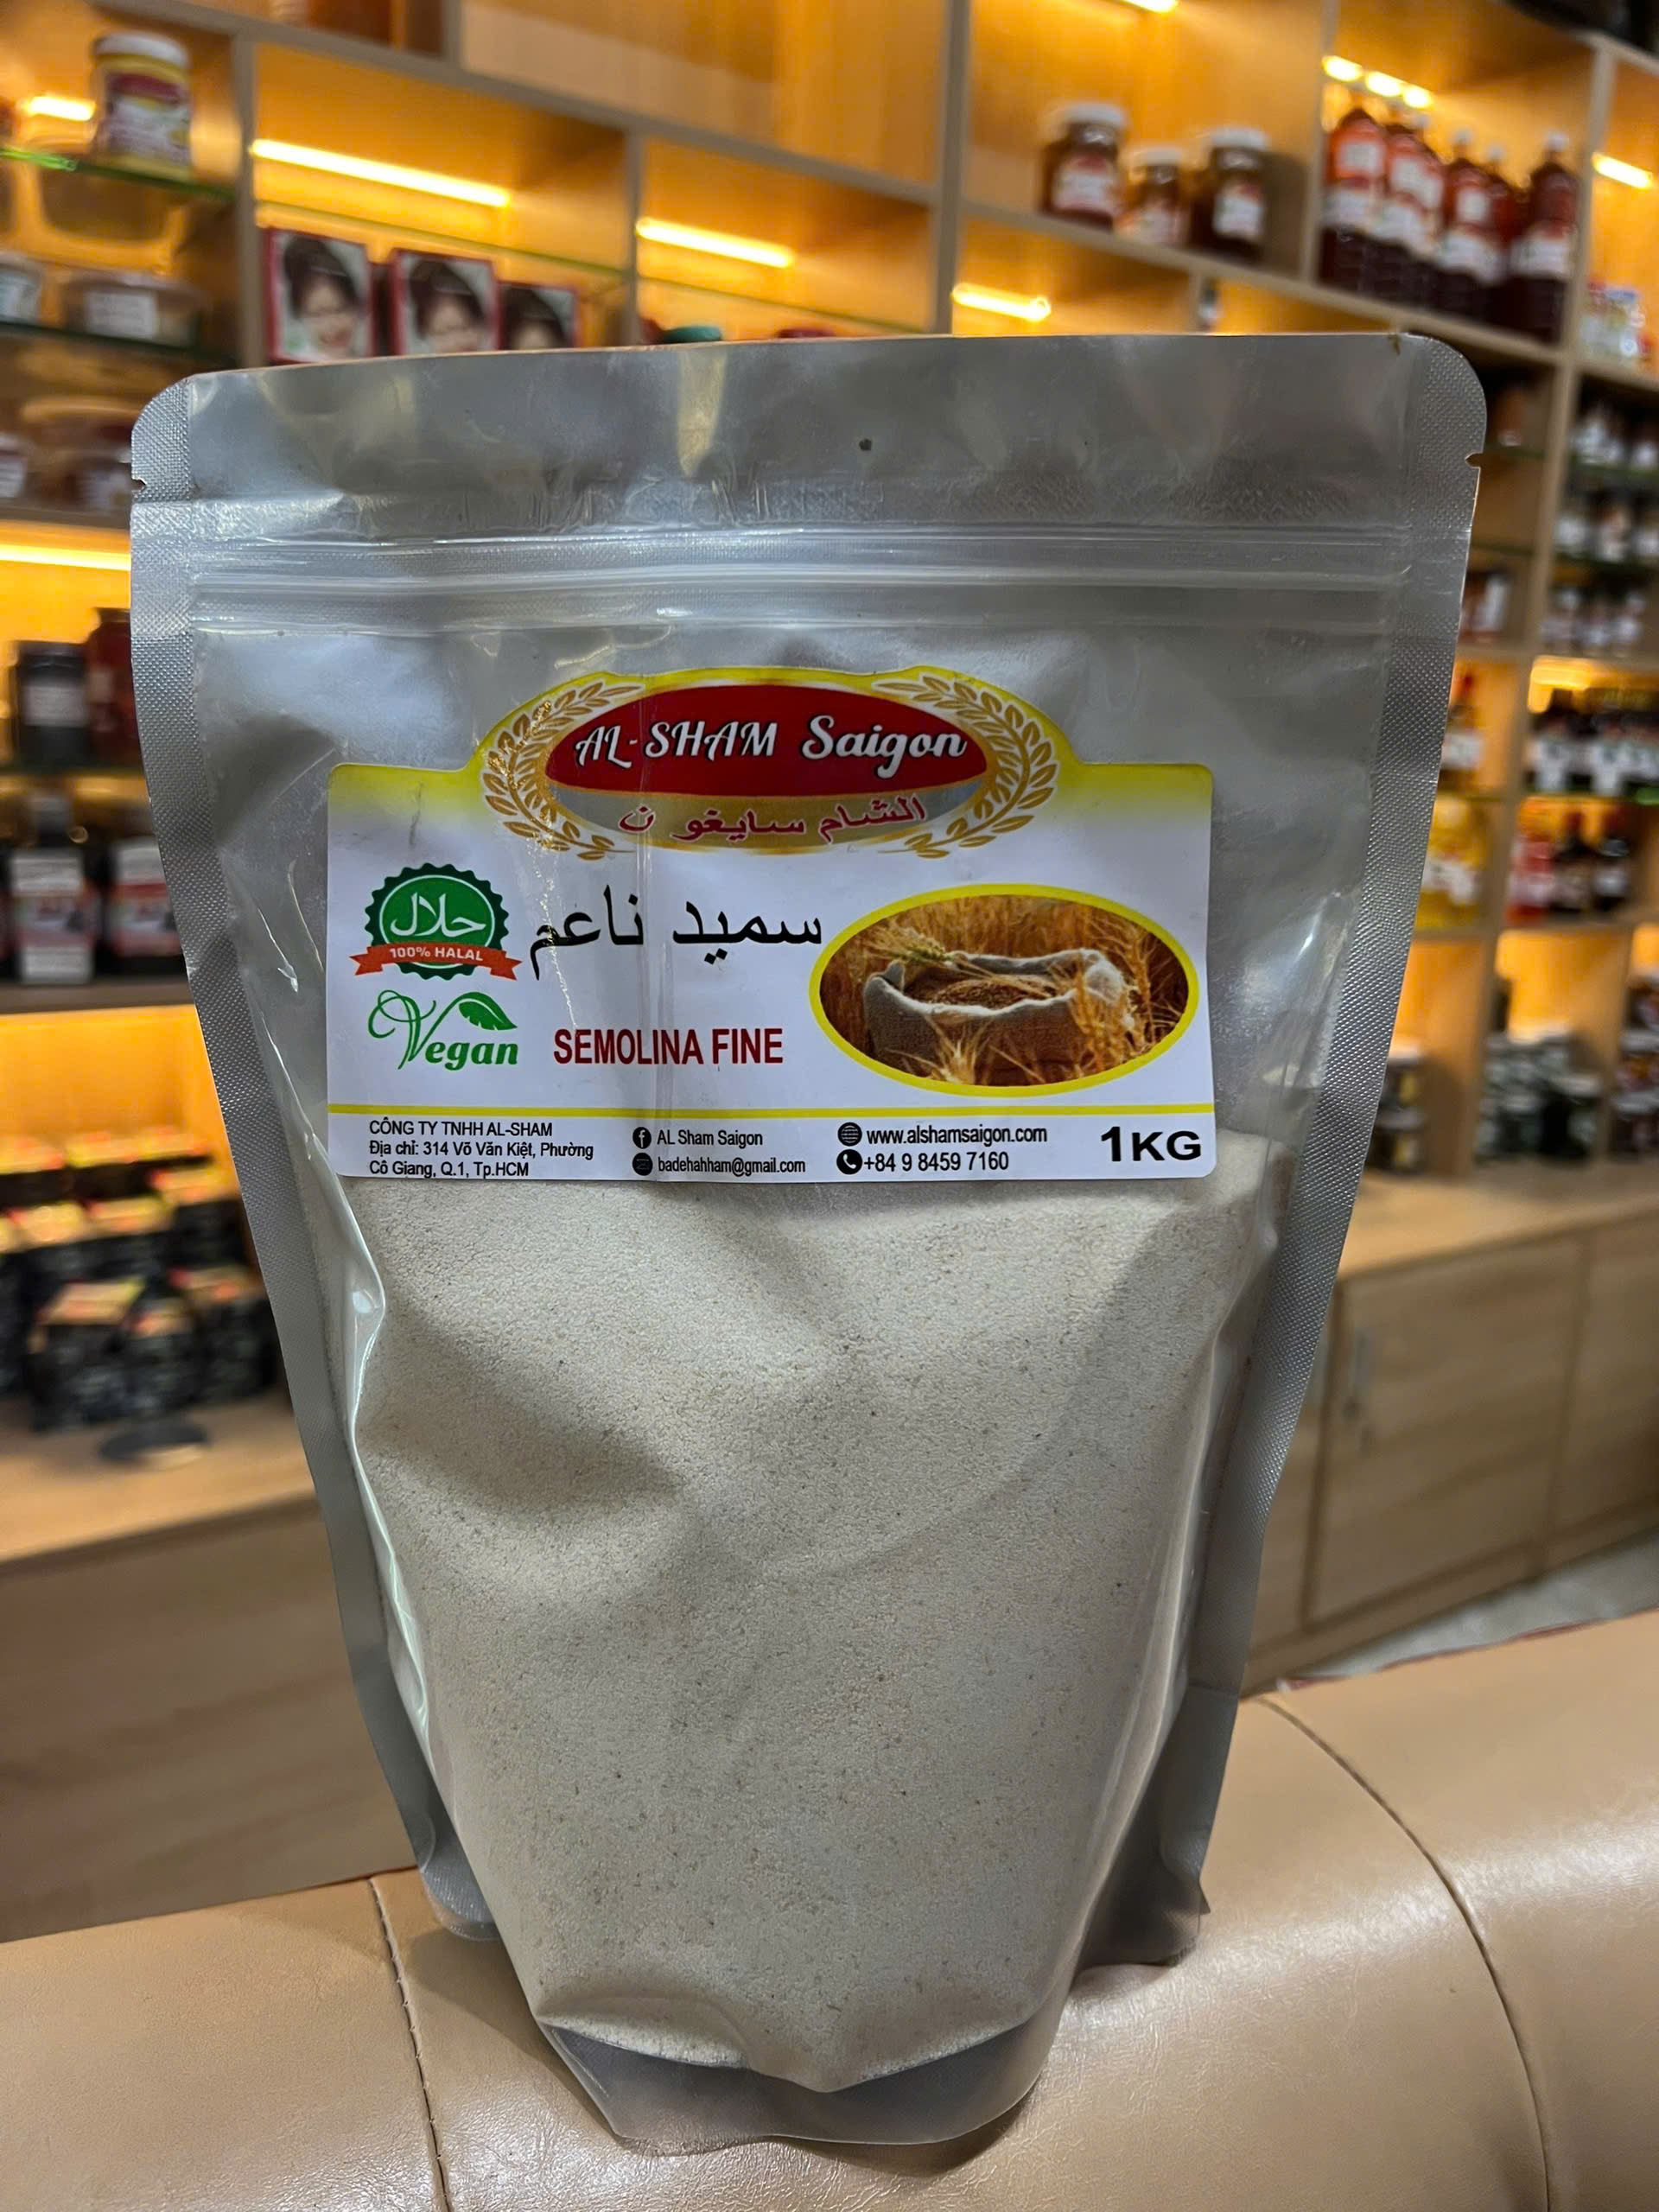 AL-SHAM Saigon
الشام سايغو ن
حلال
100% HALAL
سميد ناعم
Vegan
SEMOLINA FINE
CÔNG TY TNHH AL-SHAM
Địa chỉ: 314 Võ Văn Kiệt, Phường
Cô Giang, Q.1, Tp.HCM
AL Sham Saigon
badehahham@gmail.com
www.alshamsaigon.com
+84 9 8459 7160
1KG